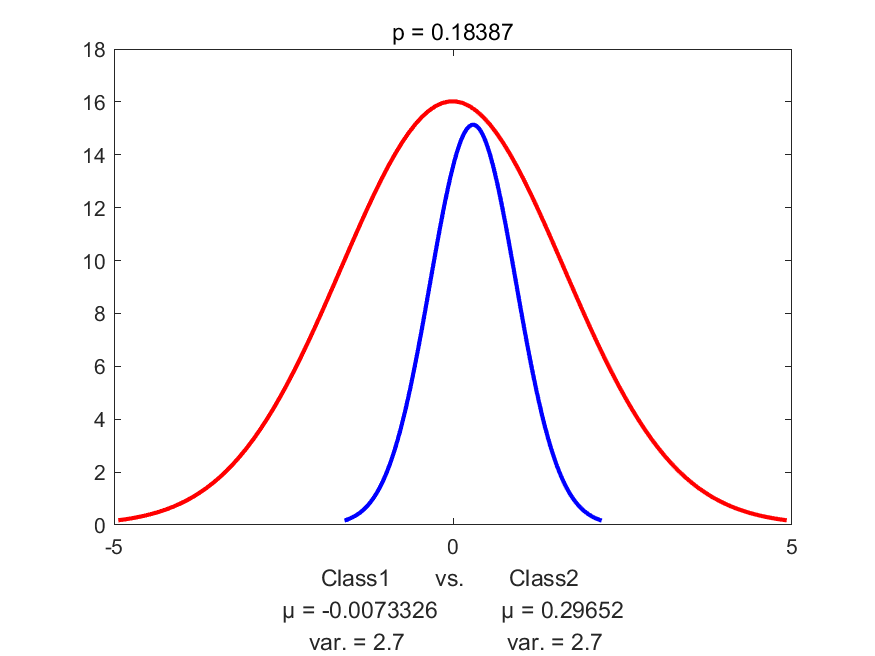 p = 0.18387
18
16
14
12
10
8
6
4
2
0
-5 0 5
Class1 vs. Class2
μ = -0.0073326 μ = 0.29652
var. = 2.7 var. = 2.7